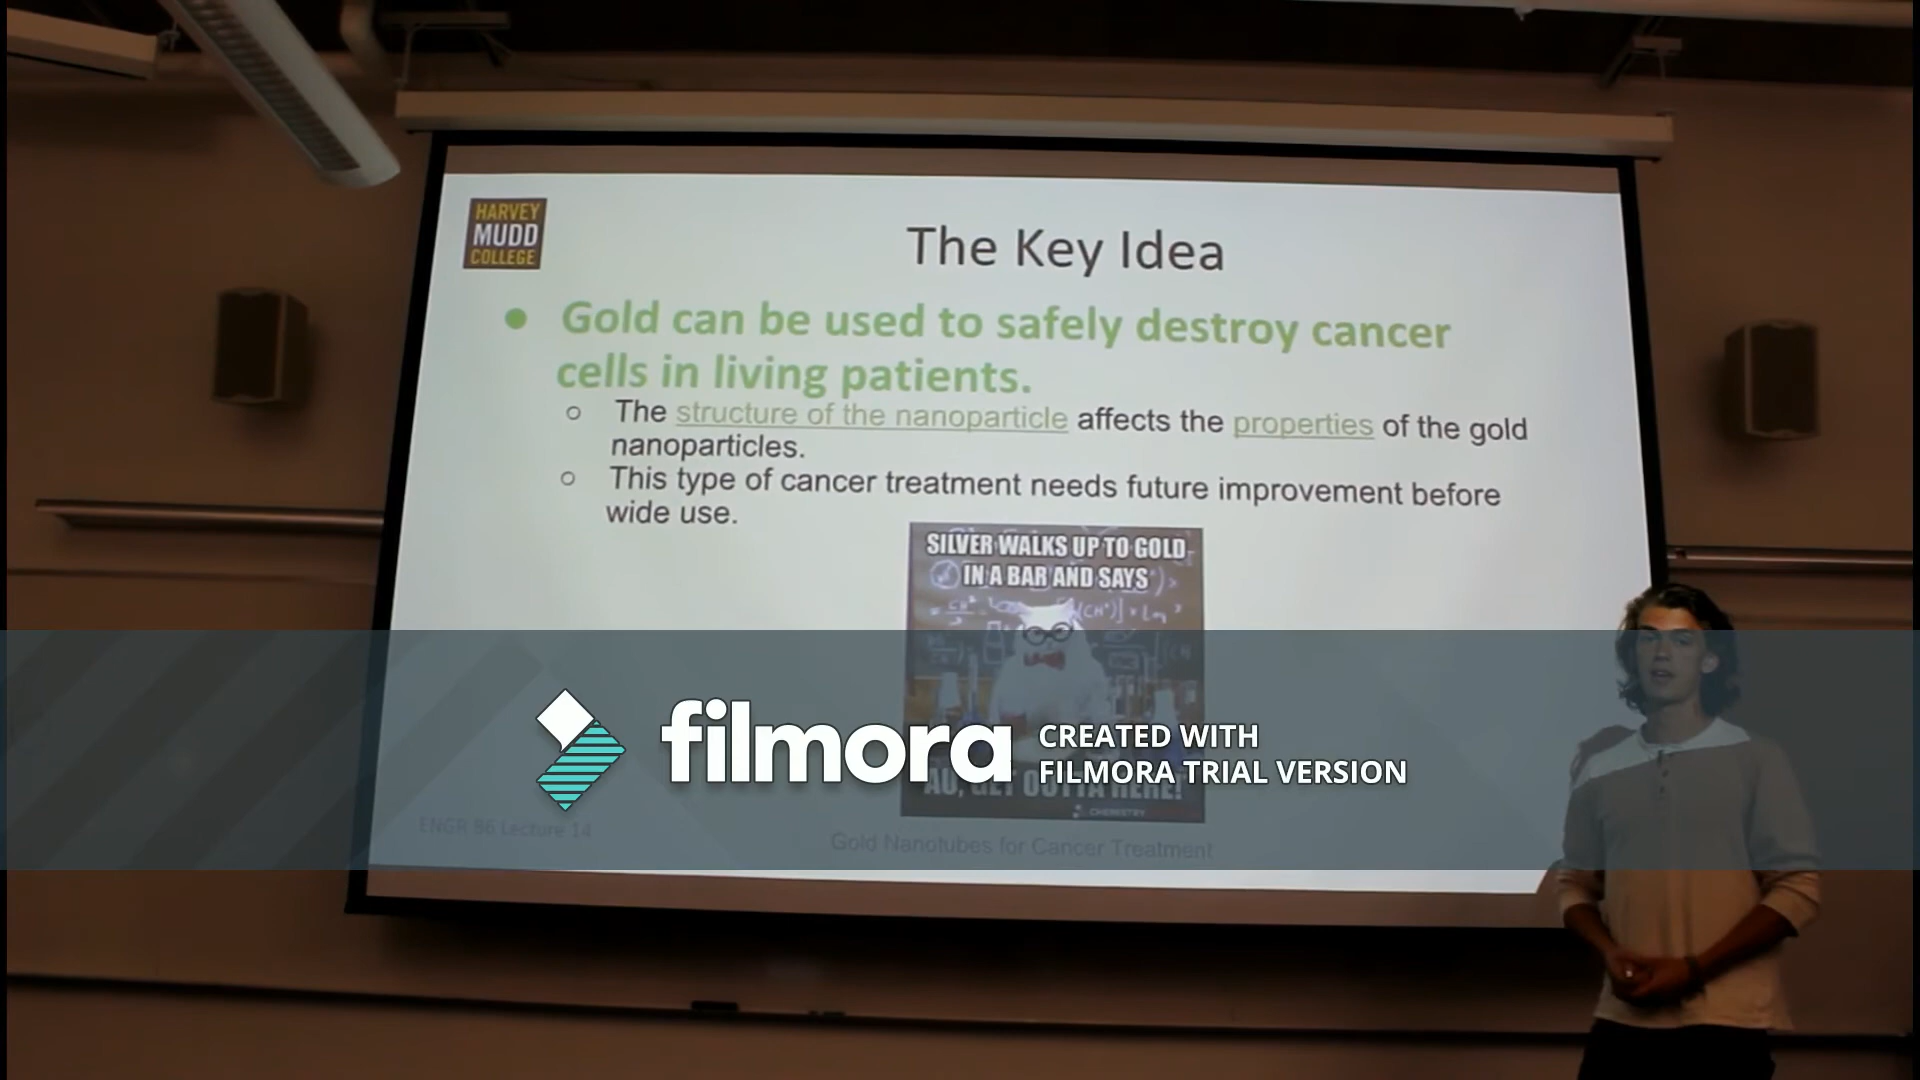 HARVEY
MUDD
COLLEGE
The Key Idea
● Gold can be used to safely destroy cancer
cells in living patients.
○ The structure of the nanoparticle affects the properties of the gold
nanoparticles.
○ This type of cancer treatment needs future improvement before
wide use.
SILVER WALKS UP TO GOLD
IN A BAR AND SAYS
filmora
CREATED WITH
FILMORA TRIAL VERSION
AU, GET OUTTA HERE!
CHEMISTRY
ENGR 86 Lecture 14
Gold Nanotubes for Cancer Treatment